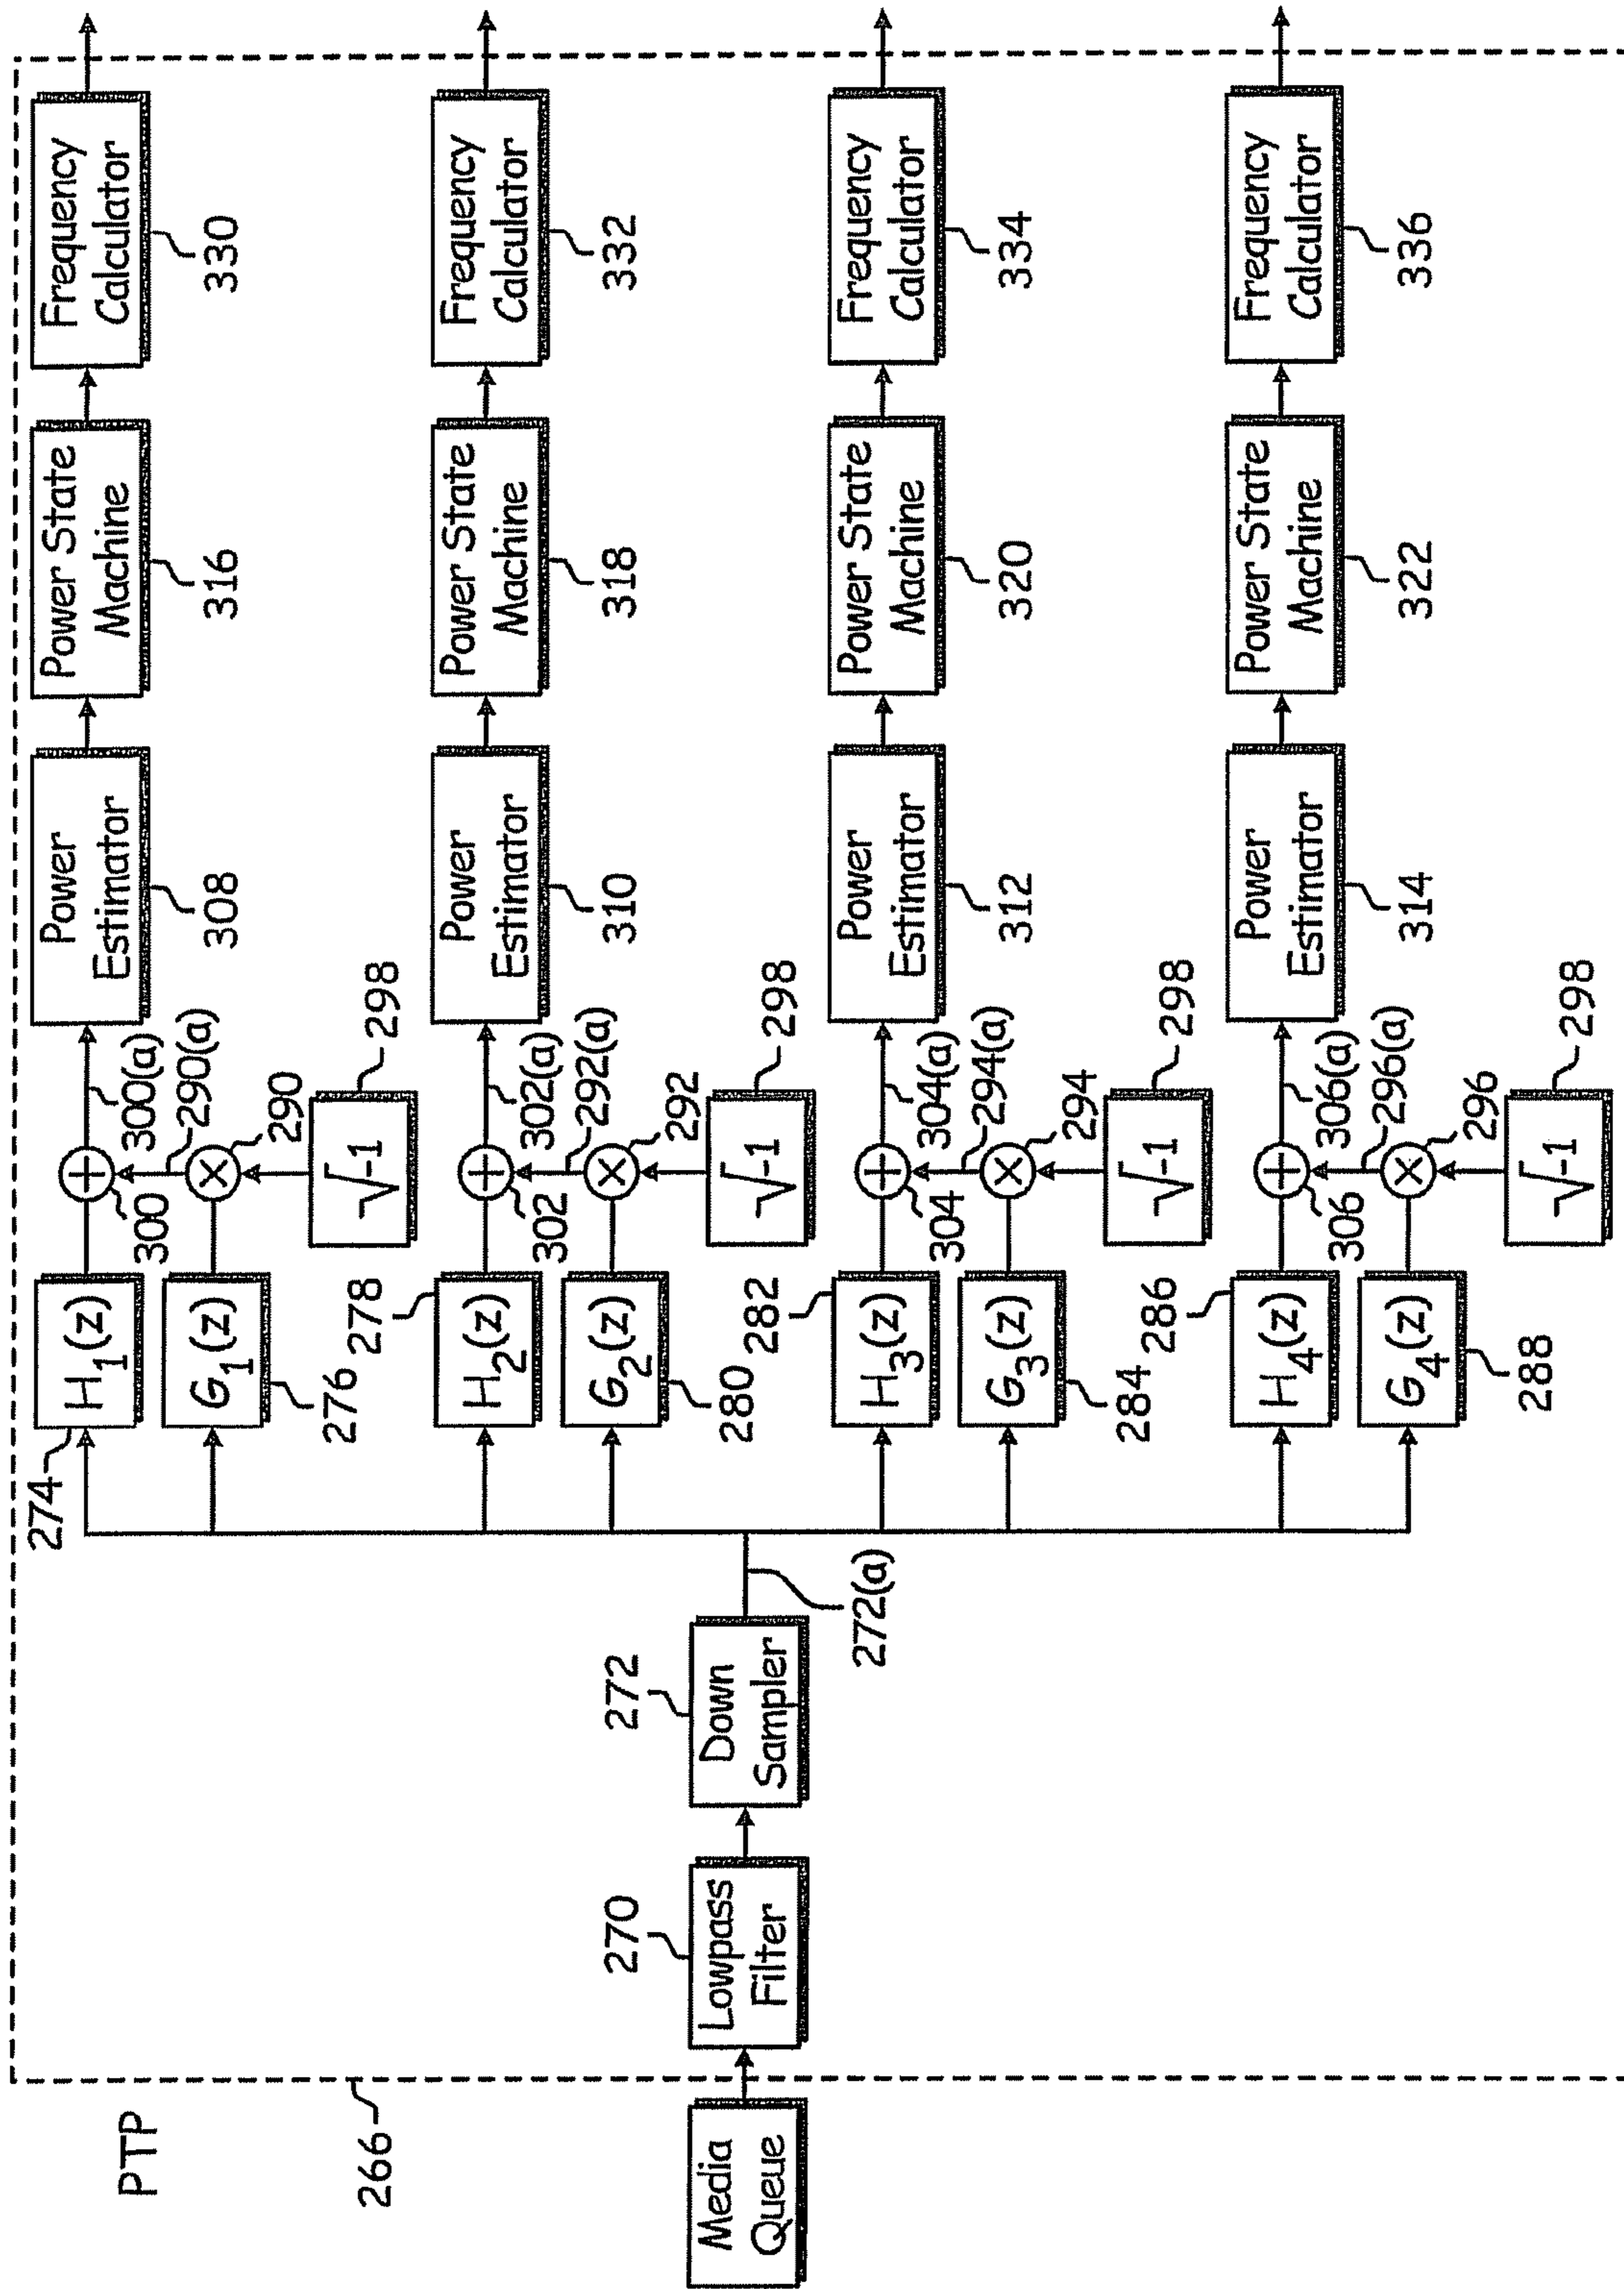 PTP
266
Media
Queue
270
Lowpass
Filter
272
Down
Sampler
272(a)
274
H1(z)
G1(z)
276
300
300(a)
290(a)
290
298
√-1
Power
Estimator
308
Power State
Machine
316
Frequency
Calculator
330
278
H2(z)
G2(z)
280
302
302(a)
292(a)
292
298
√-1
Power
Estimator
310
Power State
Machine
318
Frequency
Calculator
332
282
H3(z)
G3(z)
284
304
304(a)
294(a)
294
298
√-1
Power
Estimator
312
Power State
Machine
320
Frequency
Calculator
334
286
H4(z)
G4(z)
288
306
306(a)
296(a)
296
298
√-1
Power
Estimator
314
Power State
Machine
322
Frequency
Calculator
336